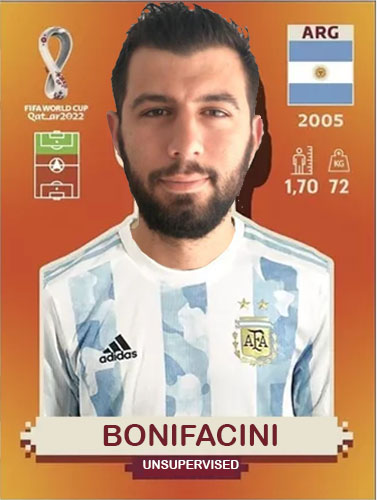 ARG
FIFA WORLD CUP
Qatar2022
2005
KG
1,70 72
adidas
AFA
BONIFACINI
UNSUPERVISED